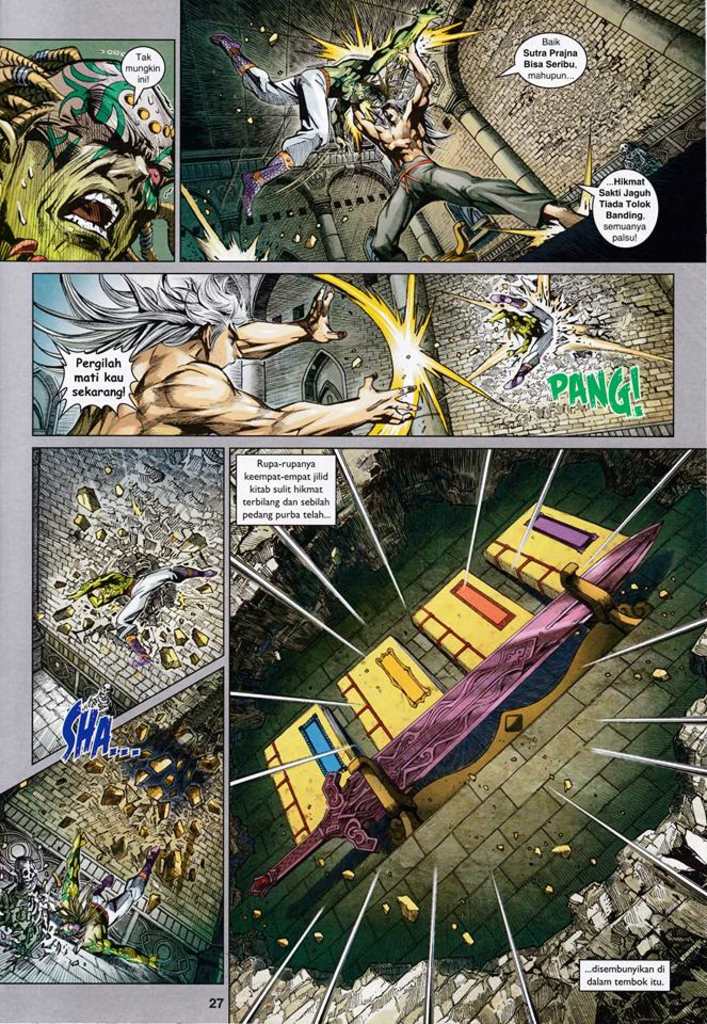 Tak
mungkin
ini!
Baik
Sutra Prajna
Bisa Seribu,
mahupun...
...Hikmat
Sakti Jaguh
Tiada Tolok
Banding,
semuanya
palsu!
Pergilah
mati kau
sekarang!
PANG!
SHA...
Rupa-rupanya
keempat-empat jilid
kitab sulit hikmat
terbilang dan sebilah
pedang purba telah...
...disembunyikan di
dalam tembok itu.
27